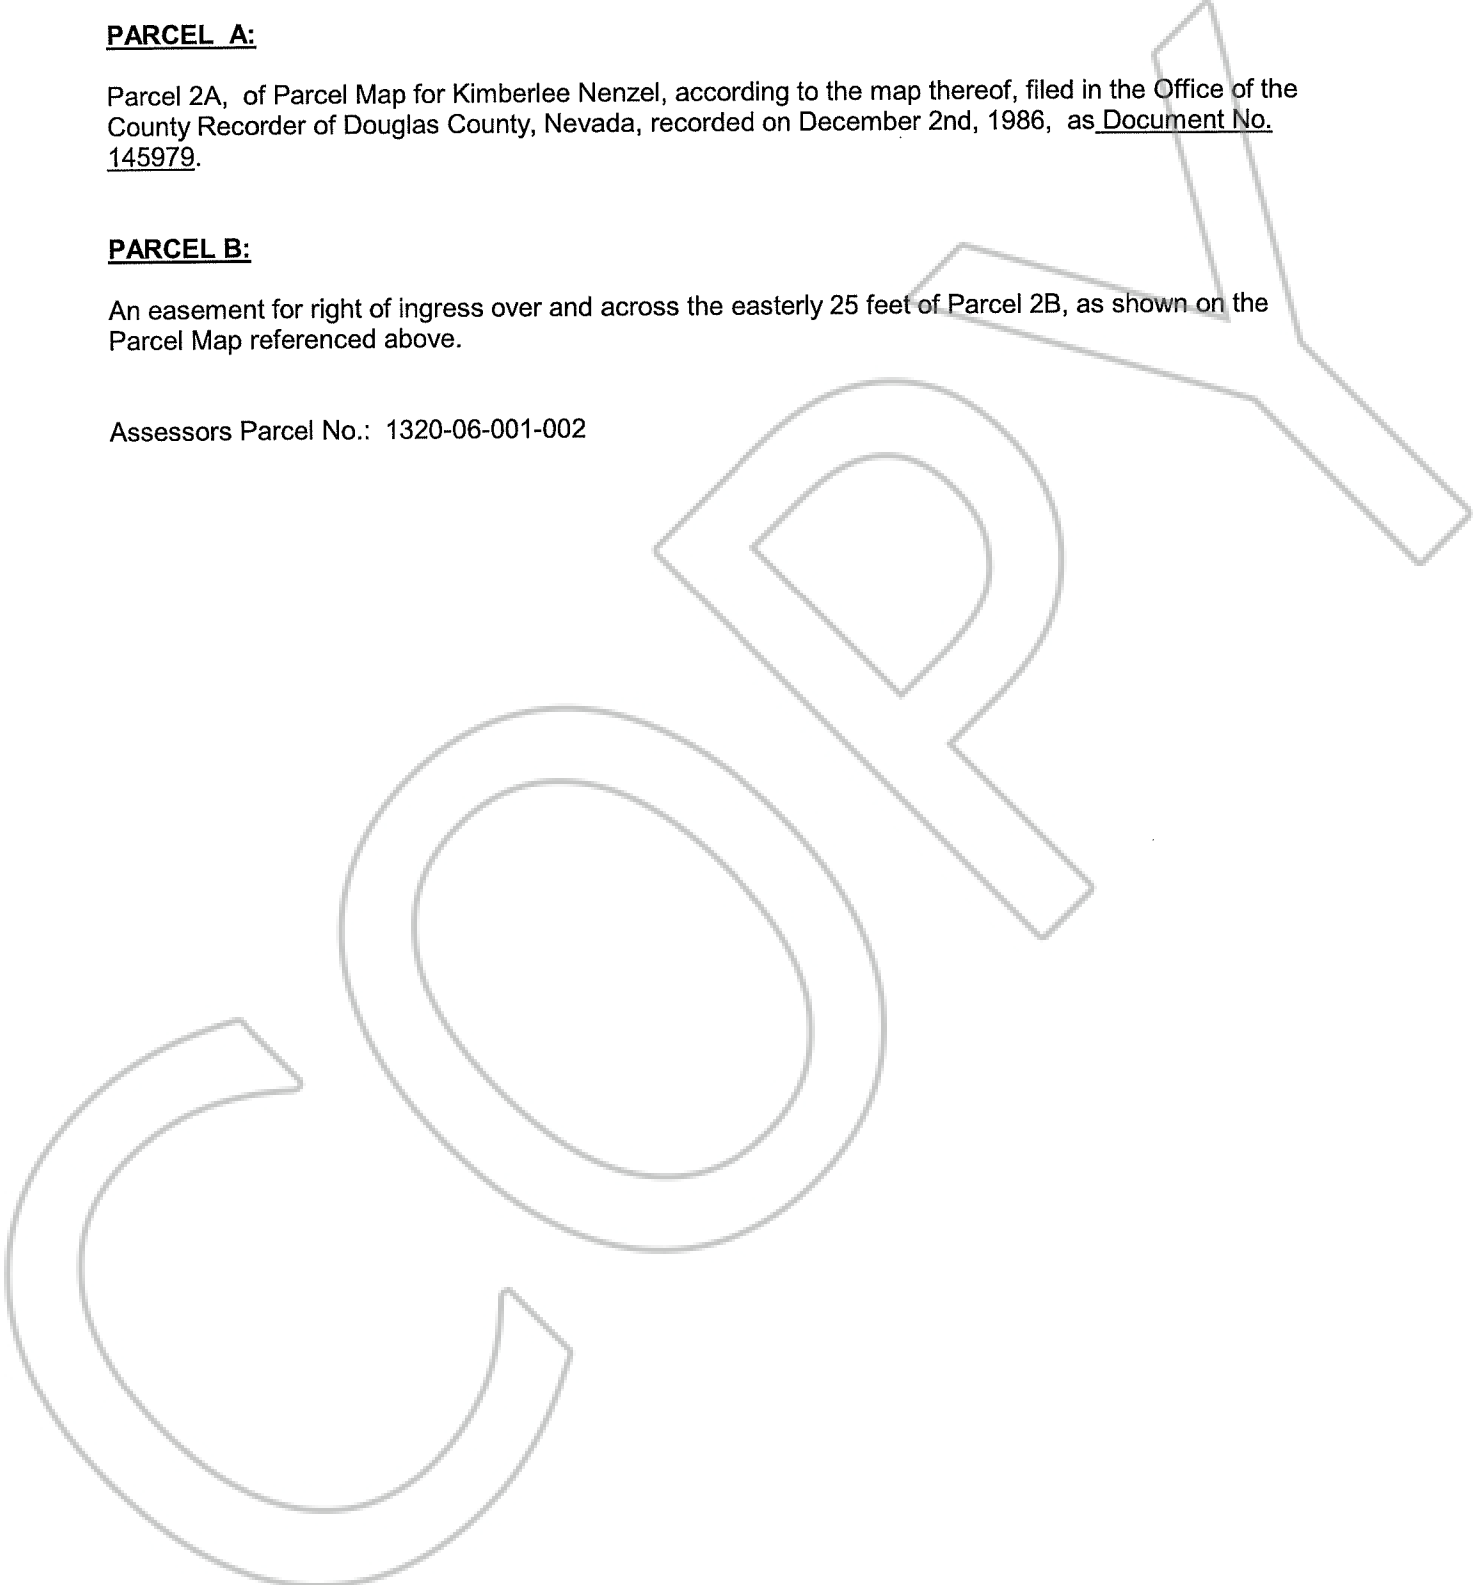 PARCEL A:
Parcel 2A, of Parcel Map for Kimberlee Nenzel, according to the map thereof, filed in the Office of the
County Recorder of Douglas County, Nevada, recorded on December 2nd, 1986, as Document No.
145979.
PARCEL B:
An easement for right of ingress over and across the easterly 25 feet of Parcel 2B, as shown on the
Parcel Map referenced above.
Assessors Parcel No.: 1320-06-001-002
COPY